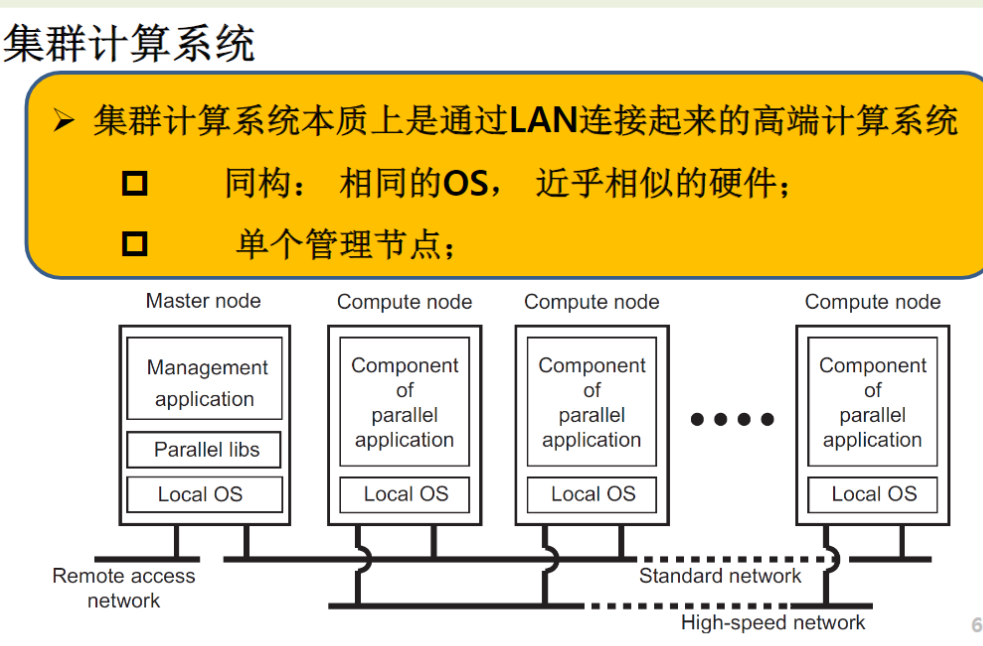 集群计算系统
➢ 集群计算系统本质上是通过LAN连接起来的高端计算系统
同构： 相同的OS， 近乎相似的硬件；
单个管理节点；
Master node
Compute node
Compute node
Compute node
Management
application
Parallel libs
Local OS
Component
of
parallel
application
Local OS
Component
of
parallel
application
Local OS
Component
of
parallel
application
Local OS
Remote access
network
Standard network
High-speed network
6